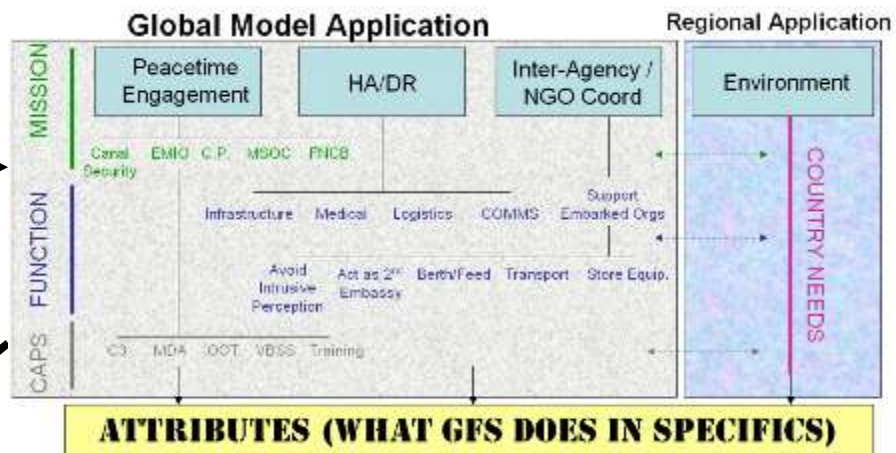 Global Model Application
Regional Application
MISSION
Peacetime
Engagement
HA/DR
Inter-Agency /
NGO Coord
Environment
Canal
Security
EMIO
C.P.
MSOC
FNCB
COUNTRY NEEDS
FUNCTION
Infrastructure
Medical
Logistics
COMMS
Support
Embarked Orgs
Avoid
Intrusive
Perception
Act as 2nd
Embassy
Berth/Feed
Transport
Store Equip.
CAPS
C3
MDA
OOT
VBSS
Training
ATTRIBUTES (WHAT GFS DOES IN SPECIFICS)